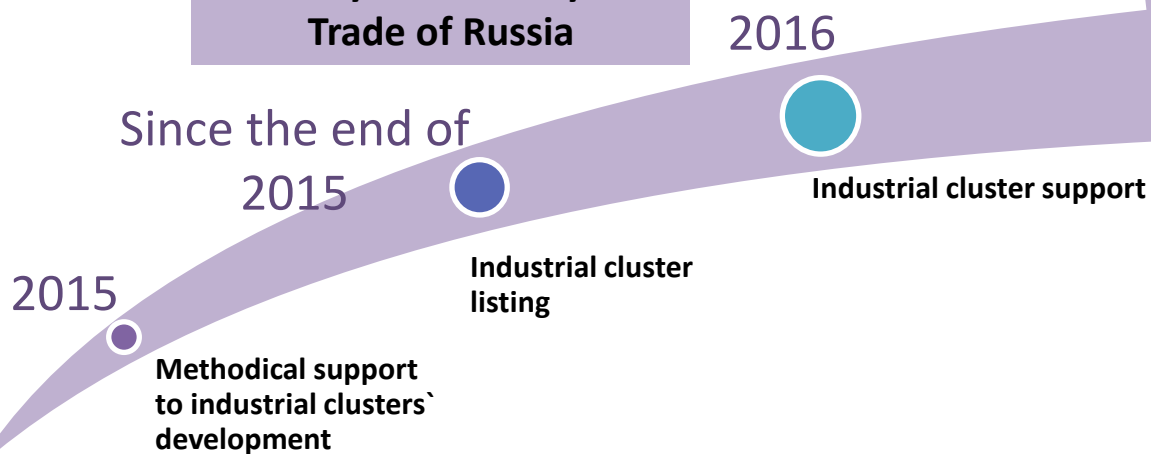 Trade of Russia
2016
Since the end of
2015
Industrial cluster support
Industrial cluster
listing
2015
Methodical support
to industrial clusters`
development